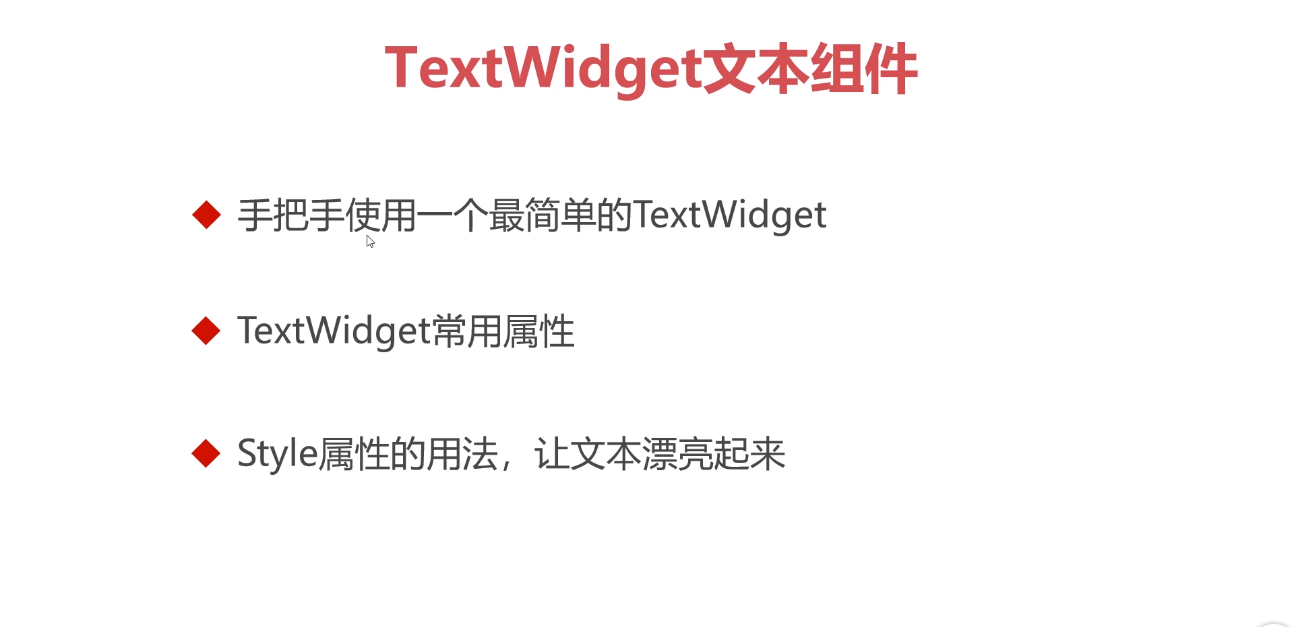 TextWidget文本组件
手把手使用一个最简单的TextWidget
TextWidget常用属性
Style属性的用法，让文本漂亮起来